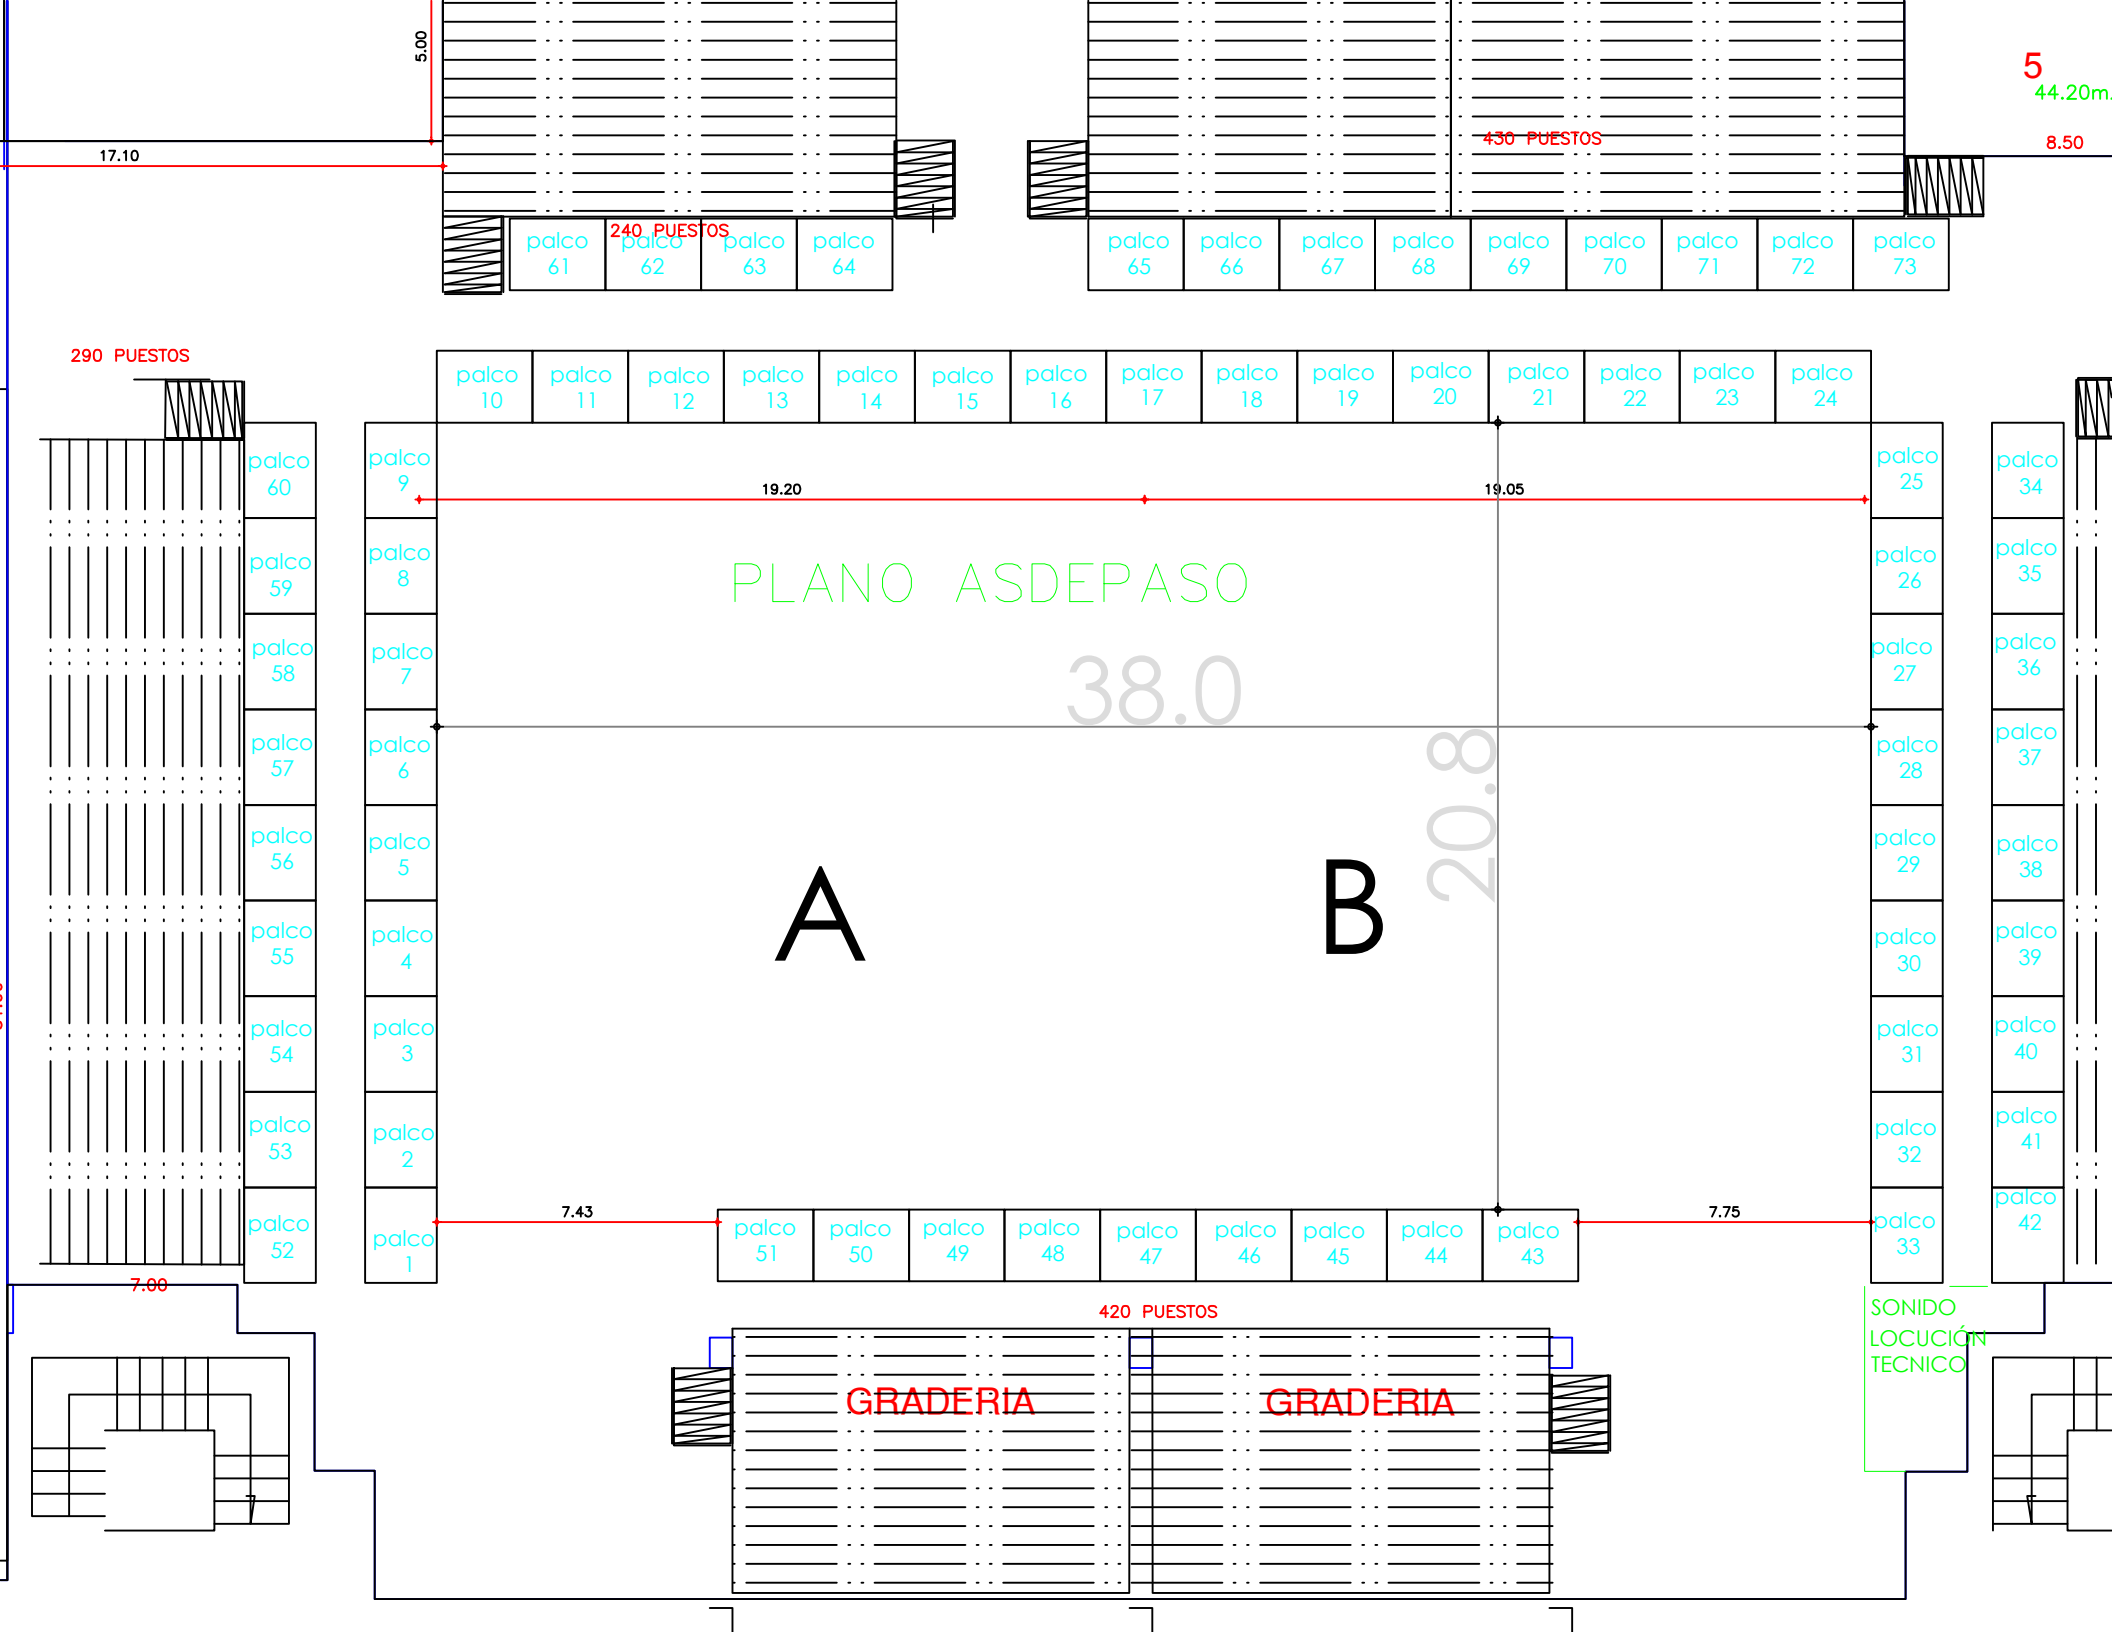 5.00
5
44.20m.
430 PUESTOS
8.50
17.10
240 PUESTOS
palco
61
palco
62
palco
63
palco
64
palco
65
palco
66
palco
67
palco
68
palco
69
palco
70
palco
71
palco
72
palco
73
290 PUESTOS
palco
10
palco
11
palco
12
palco
13
palco
14
palco
15
palco
16
palco
17
palco
18
palco
19
palco
20
palco
21
palco
22
palco
23
palco
24
palco
60
palco
59
palco
58
palco
57
palco
56
palco
55
palco
54
palco
53
palco
52
palco
9
palco
8
palco
7
palco
6
palco
5
palco
4
palco
3
palco
2
palco
1
19.20
19.05
PLANO ASDEPASO
38.0
20.8
A
B
palco
25
palco
26
palco
27
palco
28
palco
29
palco
30
palco
31
palco
32
palco
33
palco
34
palco
35
palco
36
palco
37
palco
38
palco
39
palco
40
palco
41
palco
42
7.43
7.75
palco
51
palco
50
palco
49
palco
48
palco
47
palco
46
palco
45
palco
44
palco
43
7.00
420 PUESTOS
SONIDO
LOCUCIÓN
TECNICO
GRADERIA
GRADERIA